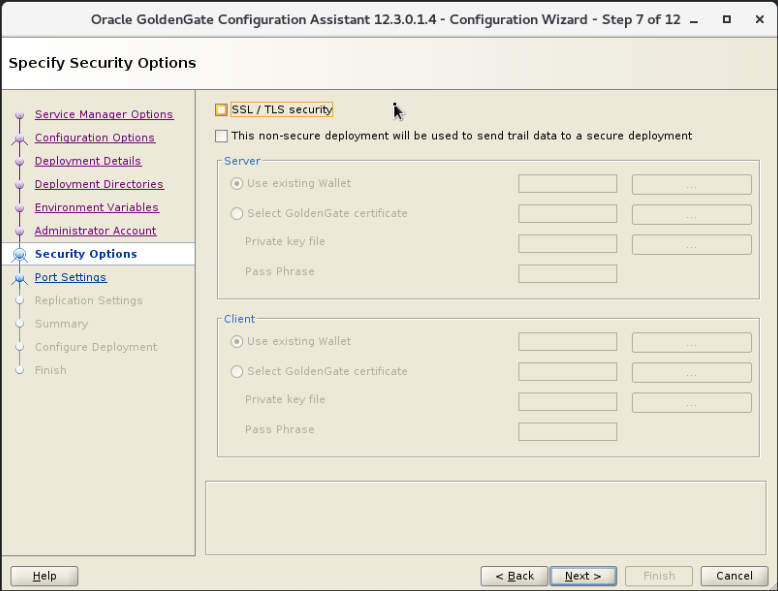 Oracle GoldenGate Configuration Assistant 12.3.0.1.4 - Configuration Wizard - Step 7 of 12
Specify Security Options
Service Manager Options
Configuration Options
Deployment Details
Deployment Directories
Environment Variables
Administrator Account
Security Options
Port Settings
Replication Settings
Summary
Configure Deployment
Finish
SSL / TLS security
This non-secure deployment will be used to send trail data to a secure deployment
Server
Use existing Wallet
...
Select GoldenGate certificate
...
Private key file
...
Pass Phrase
Client
Use existing Wallet
...
Select GoldenGate certificate
...
Private key file
...
Pass Phrase
Help
< Back
Next >
Finish
Cancel